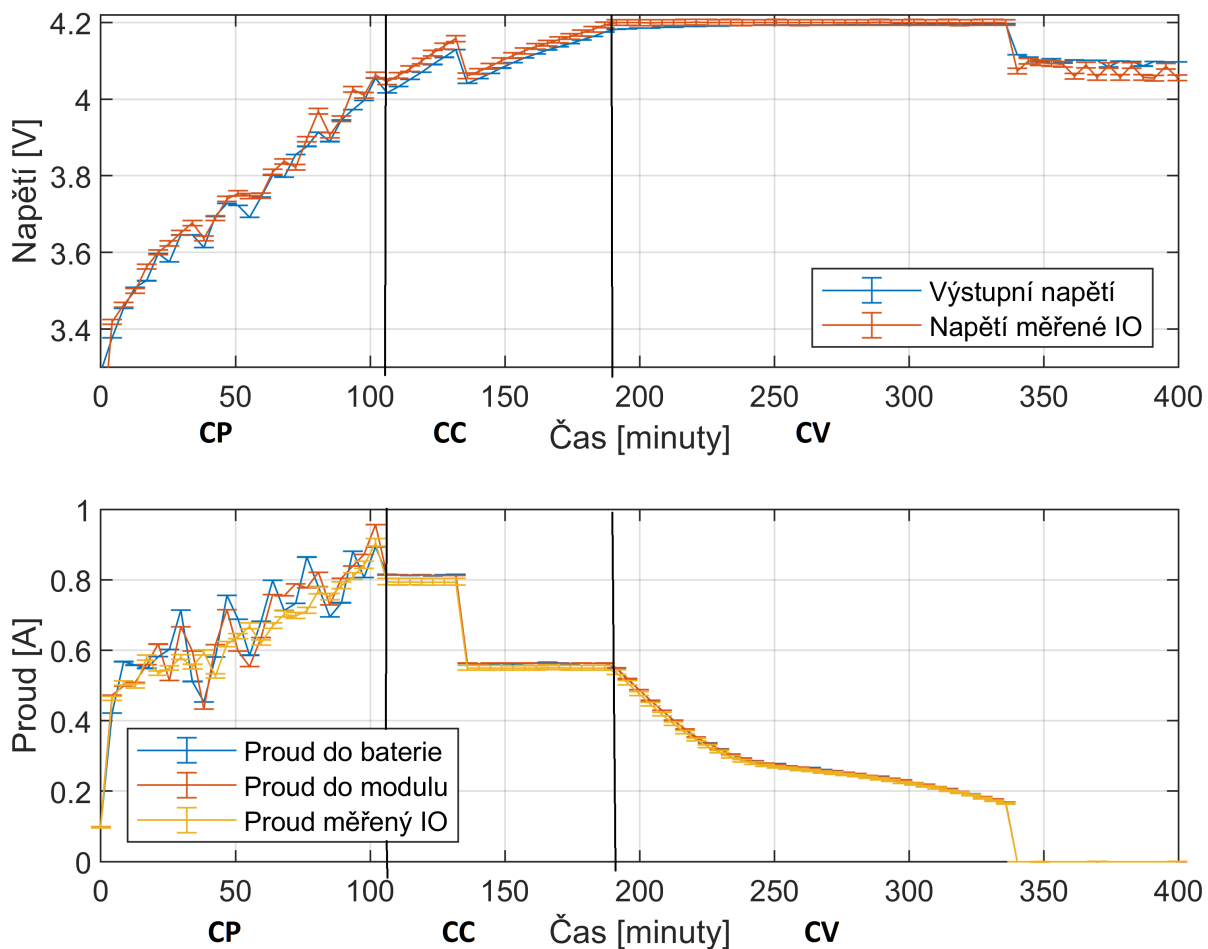 4.2
4
3.8
3.6
3.4
Napětí [V]
Výstupní napětí
Napětí měřené IO
0 50 100 150 200 250 300 350 400
CP CC Čas [minuty] CV
1
0.8
0.6
0.4
0.2
0
Proud [A]
Proud do baterie
Proud do modulu
Proud měřený IO
0 50 100 150 200 250 300 350 400
CP CC Čas [minuty] CV